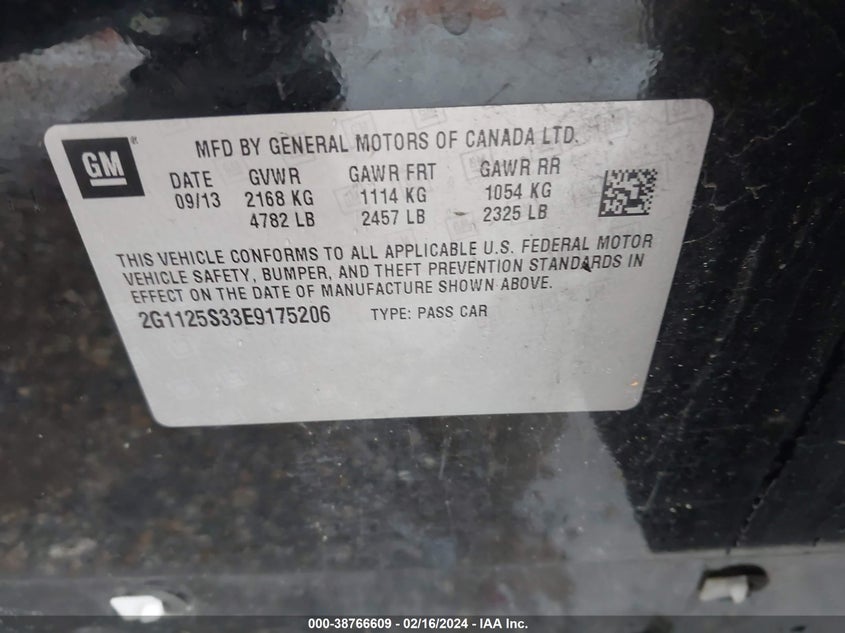 GM
MFD BY GENERAL MOTORS OF CANADA LTD.
DATE GVWR GAWR FRT GAWR RR
09/13 2168 KG 1114 KG 1054 KG
4782 LB 2457 LB 2325 LB
THIS VEHICLE CONFORMS TO ALL APPLICABLE U.S. FEDERAL MOTOR
VEHICLE SAFETY, BUMPER, AND THEFT PREVENTION STANDARDS IN
EFFECT ON THE DATE OF MANUFACTURE SHOWN ABOVE.
2G1125S33E9175206 TYPE: PASS CAR
000-38766609 - 02/16/2024 - IAA Inc.